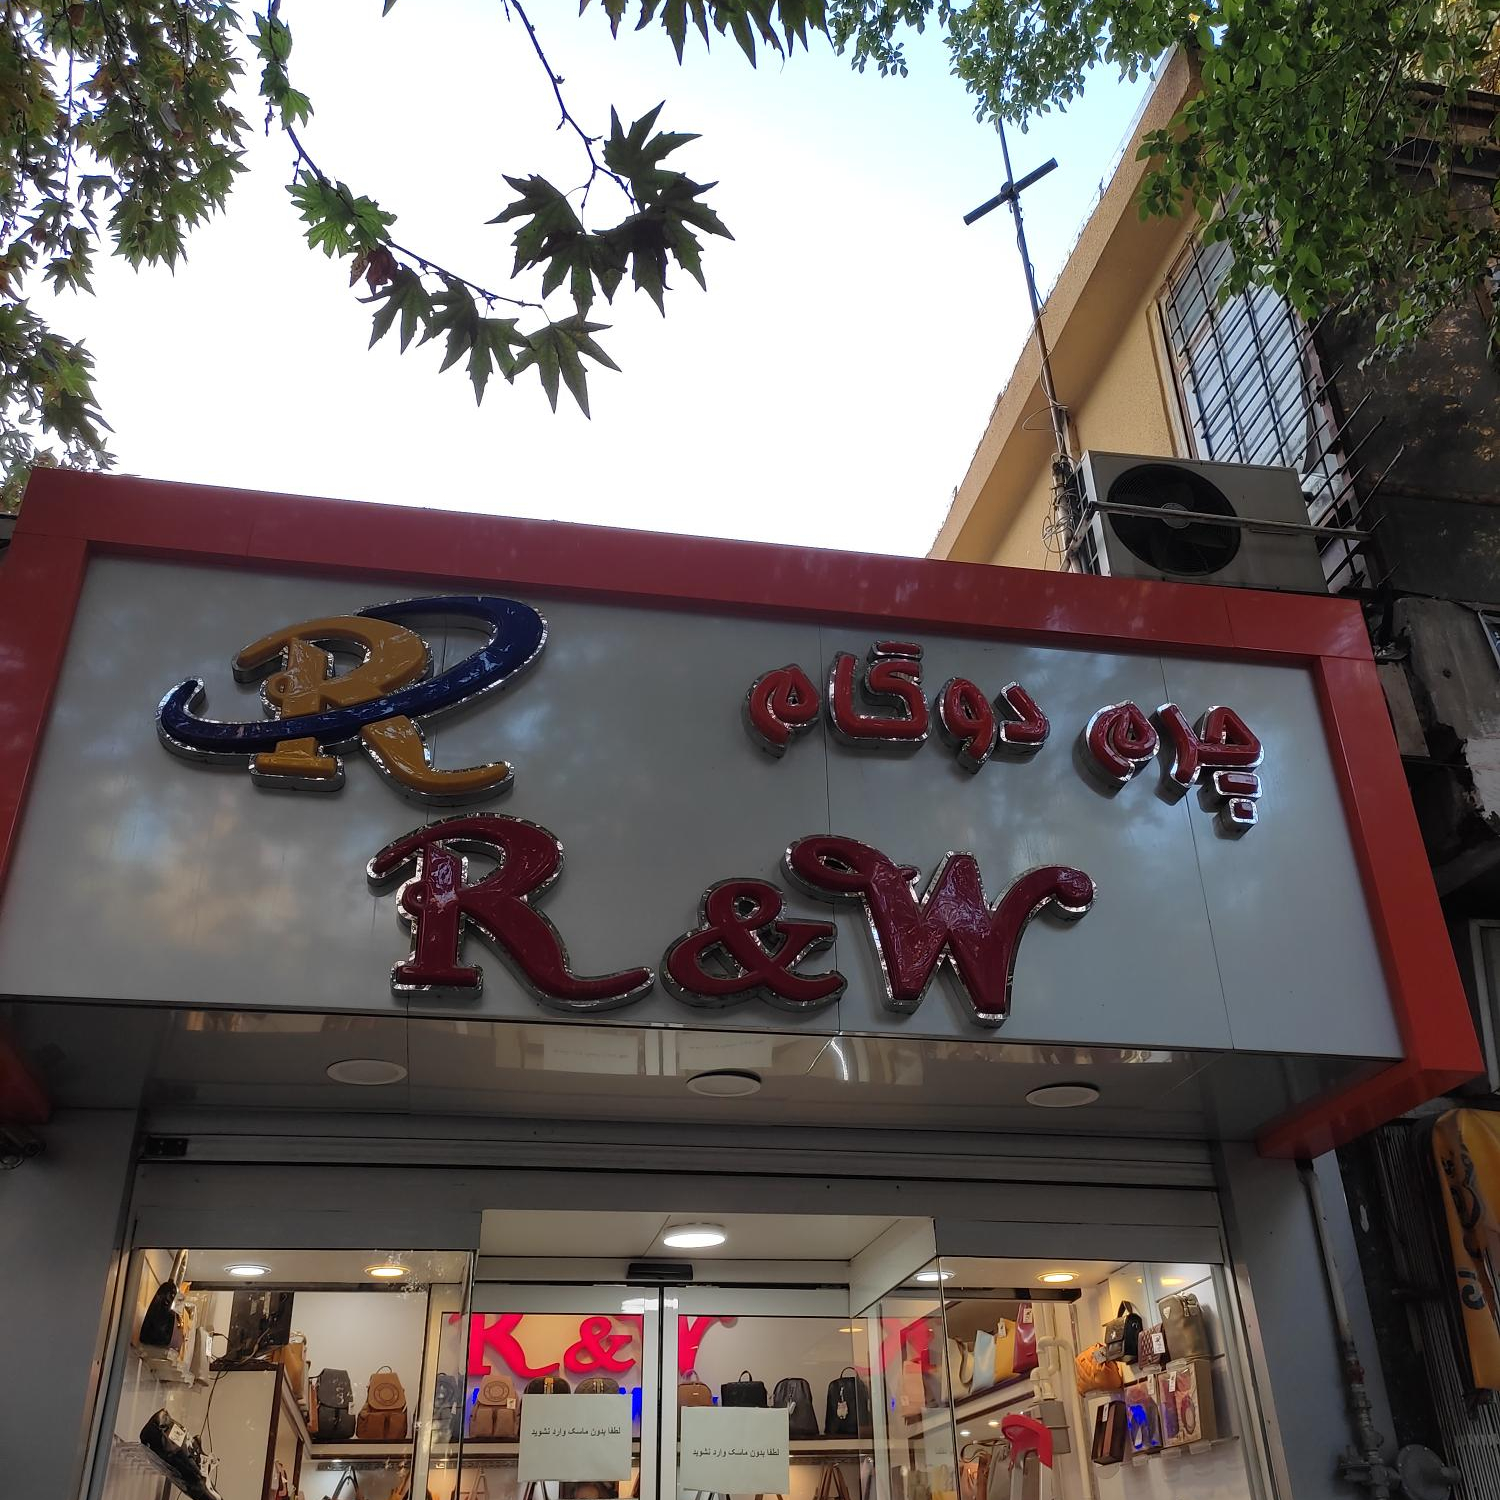 چرم دوگام
R
R & W
R & W
لطفا بدون ماسک وارد نشوید
لطفا بدون ماسک وارد نشوید